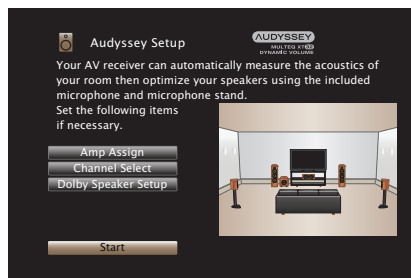 Audyssey Setup
AUDYSSEY
MULTEQ XT32
DYNAMIC VOLUME
Your AV receiver can automatically measure the acoustics of
your room then optimize your speakers using the included
microphone and microphone stand.
Set the following items
if necessary.
Amp Assign
Channel Select
Dolby Speaker Setup
Start